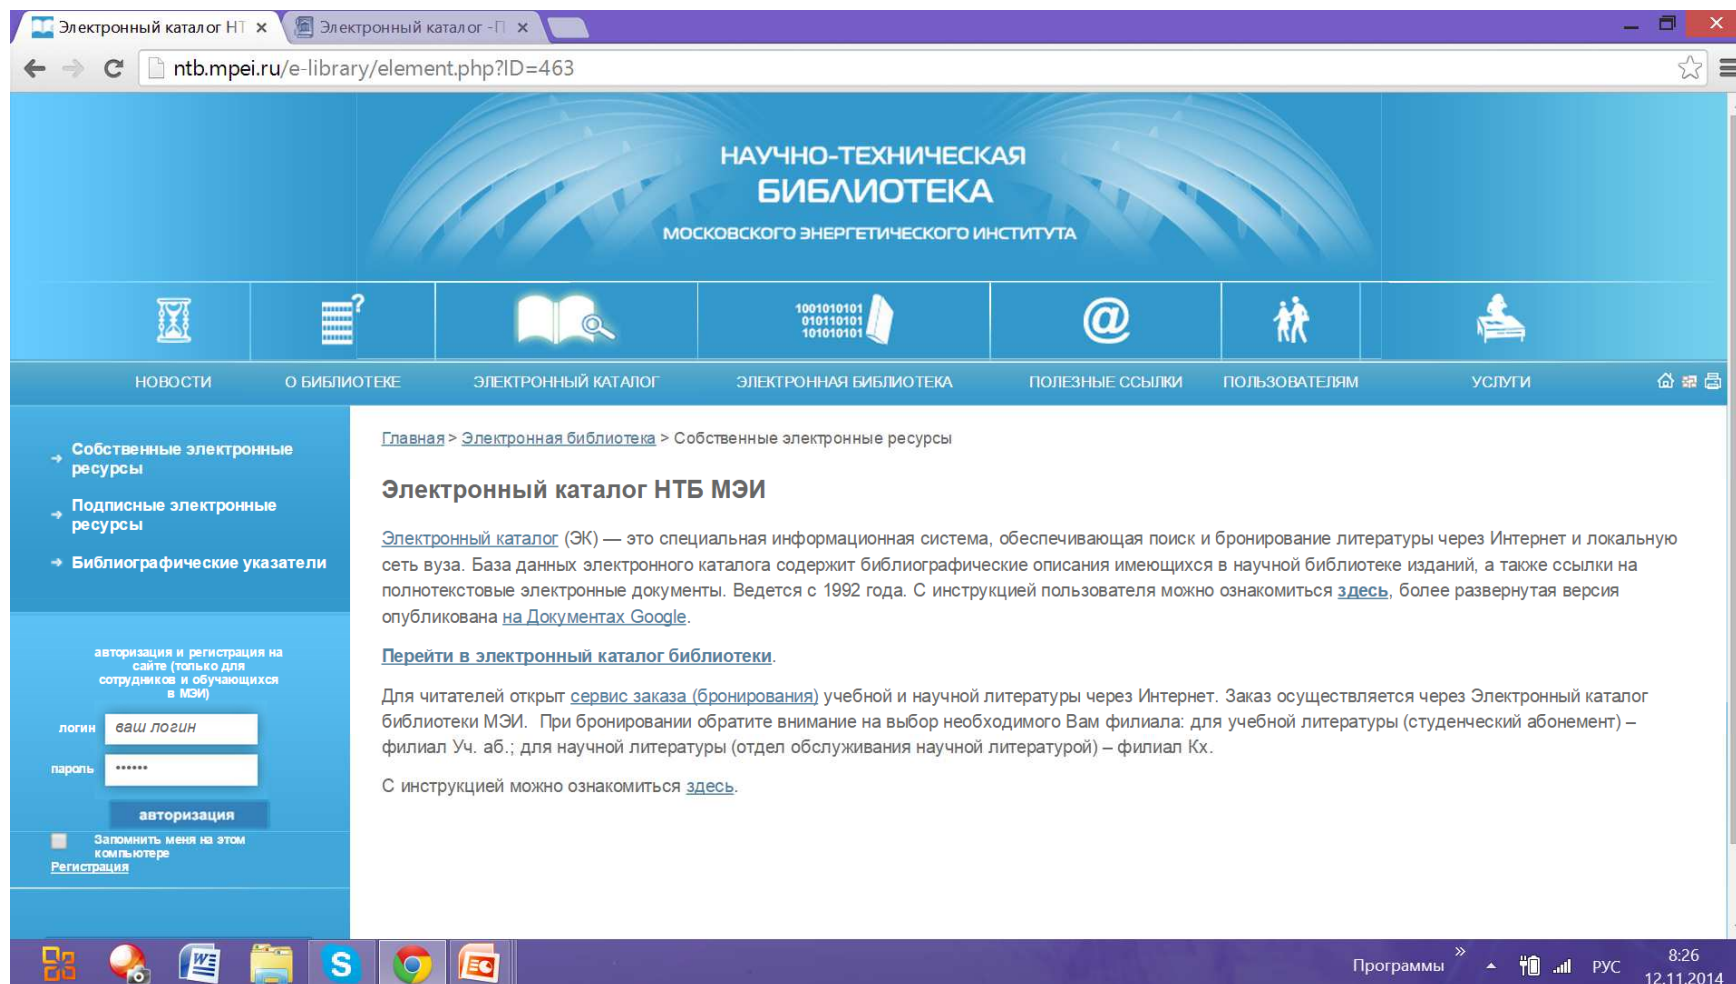 Электронный каталог НТ
Электронный каталог - П
ntb.mpei.ru/e-library/element.php?ID=463
НАУЧНО-ТЕХНИЧЕСКАЯ
БИБЛИОТЕКА
МОСКОВСКОГО ЭНЕРГЕТИЧЕСКОГО ИНСТИТУТА
?
1001010101
010110101
101010101
@
НОВОСТИ
О БИБЛИОТЕКЕ
ЭЛЕКТРОННЫЙ КАТАЛОГ
ЭЛЕКТРОННАЯ БИБЛИОТЕКА
ПОЛЕЗНЫЕ ССЫЛКИ
ПОЛЬЗОВАТЕЛЯМ
УСЛУГИ
Собственные электронные
ресурсы
Подписные электронные
ресурсы
Библиографические указатели
авторизация и регистрация на
сайте (только для
сотрудников и обучающихся
в МЭИ)
логин ваш логин
пароль ••••••
авторизация
Запомнить меня на этом
компьютере
Регистрация
Главная > Электронная библиотека > Собственные электронные ресурсы
Электронный каталог НТБ МЭИ
Электронный каталог (ЭК) — это специальная информационная система, обеспечивающая поиск и бронирование литературы через Интернет и локальную
сеть вуза. База данных электронного каталога содержит библиографические описания имеющихся в научной библиотеке изданий, а также ссылки на
полнотекстовые электронные документы. Ведется с 1992 года. С инструкцией пользователя можно ознакомиться здесь, более развернутая версия
опубликована на Документах Google.
Перейти в электронный каталог библиотеки.
Для читателей открыт сервис заказа (бронирования) учебной и научной литературы через Интернет. Заказ осуществляется через Электронный каталог
библиотеки МЭИ. При бронировании обратите внимание на выбор необходимого Вам филиала: для учебной литературы (студенческий абонемент) –
филиал Уч. аб.; для научной литературы (отдел обслуживания научной литературой) – филиал Кх.
С инструкцией можно ознакомиться здесь.
Программы
РУС
8:26
12.11.2014